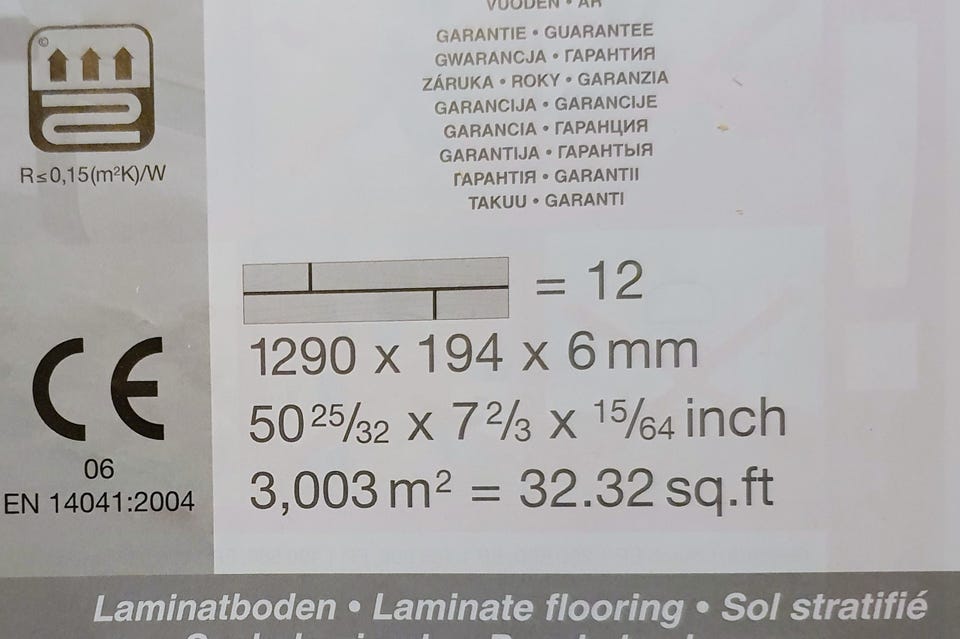 VUODEN • AR
GARANTIE • GUARANTEE
GWARANCJA • ГАРАНТИЯ
ZÁRUKA • ROKY • GARANZIA
GARANCIJA • GARANCIJE
GARANCIA • ГАРАНЦИЯ
GARANTIJA • ГАРАНТЫЯ
ГАРАНТІЯ • GARANTII
TAKUU • GARANTI
©
R≤0,15(m²K)/W
= 12
1290 x 194 x 6 mm
50 25/32 x 7 2/3 x 15/64 inch
3,003 m² = 32.32 sq.ft
CE
06
EN 14041:2004
Laminatboden • Laminate flooring • Sol stratifié